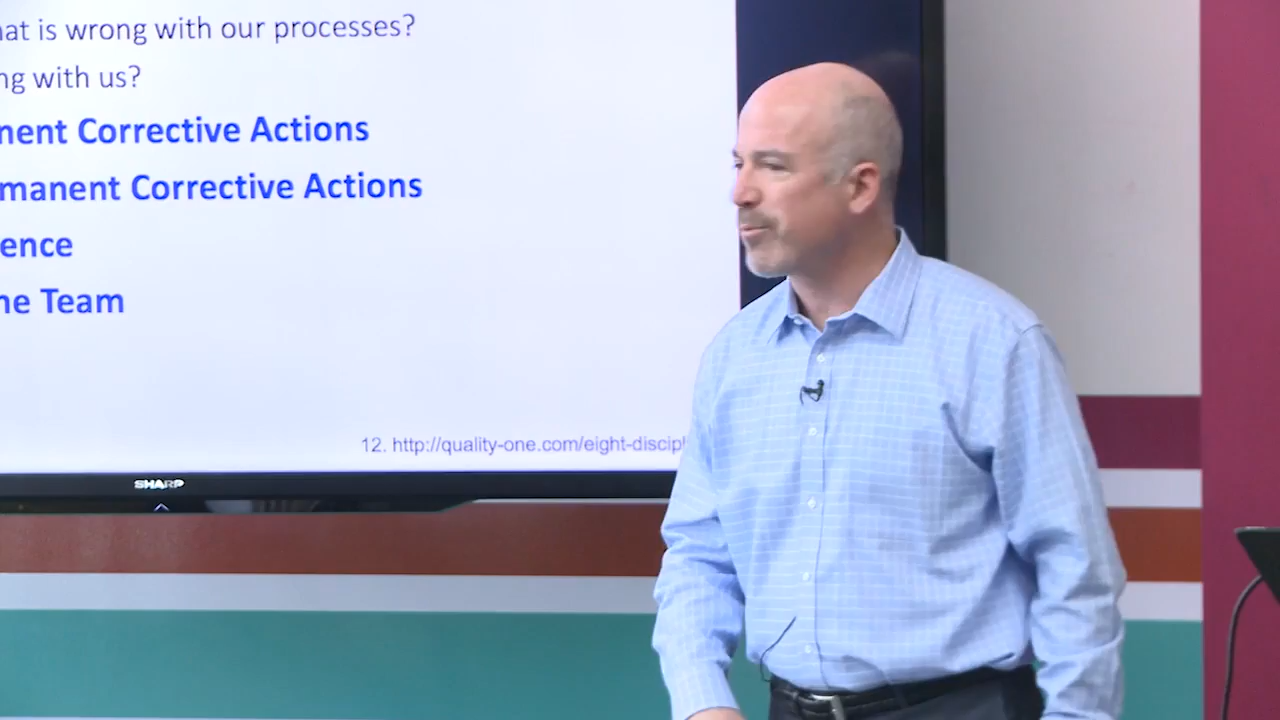 at is wrong with our processes?
ng with us?
nent Corrective Actions
manent Corrective Actions
ence
ne Team
12. http://quality-one.com/eight-discipl
SHARP